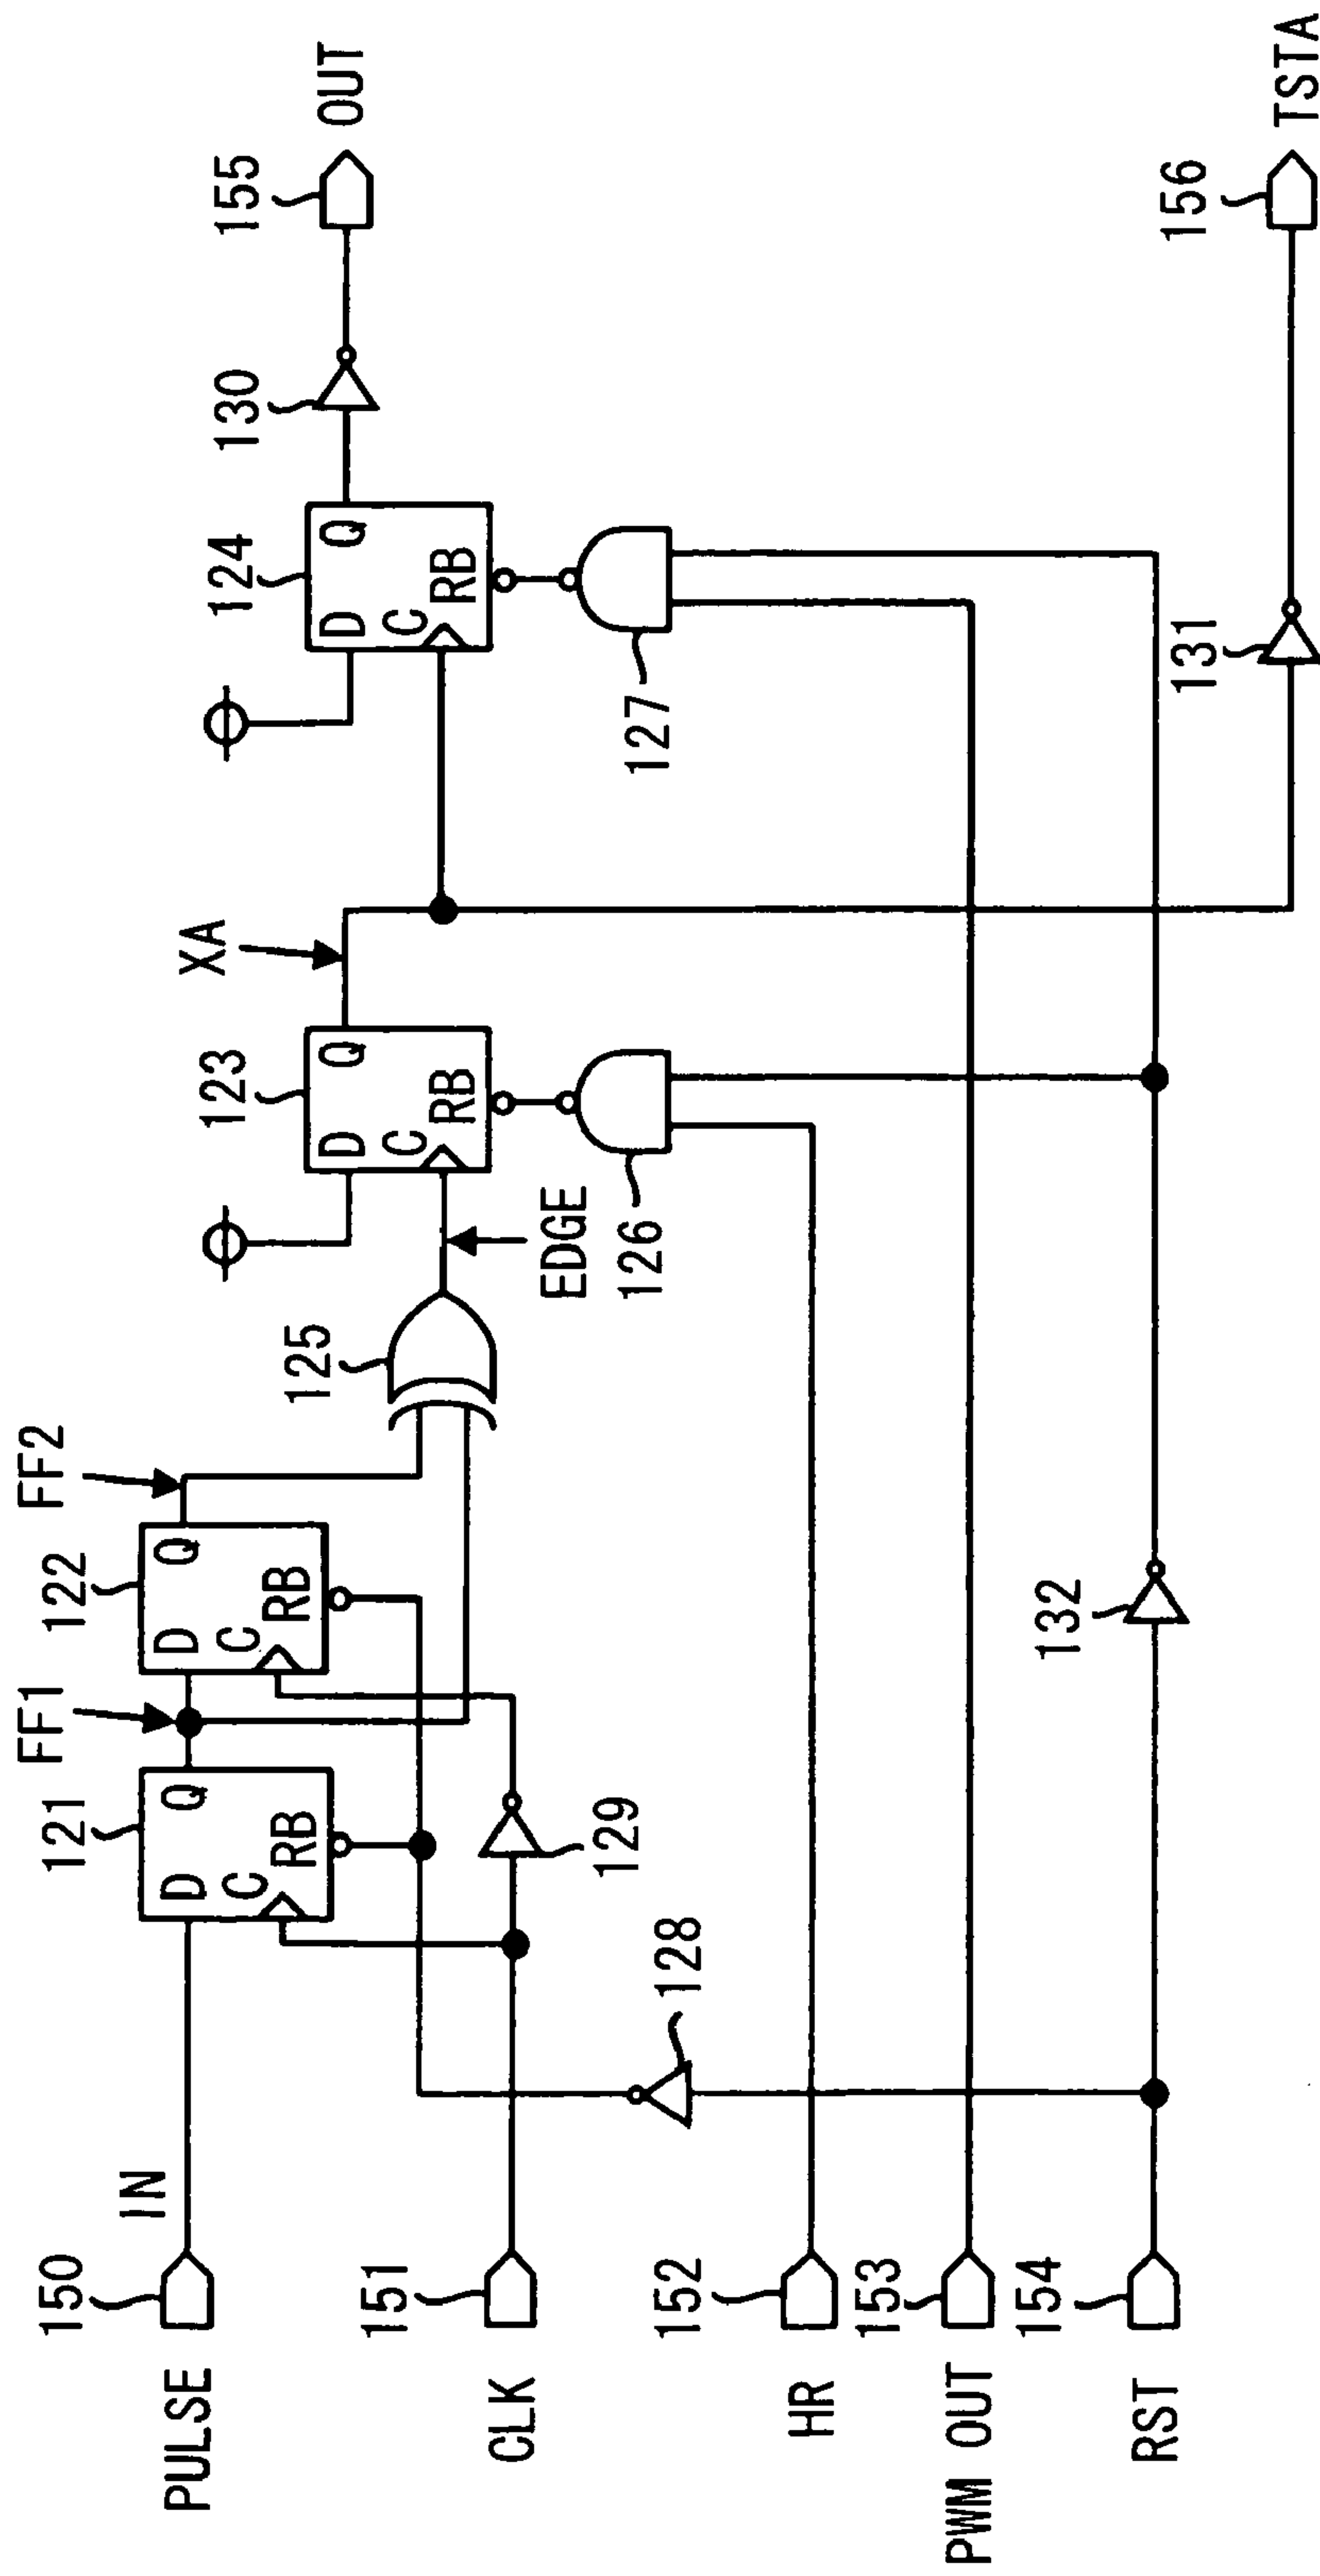 PULSE
150
IN
121
D
Q
C
RB
FF1
122
D
Q
C
RB
FF2
125
EDGE
123
D
Q
C
RB
XA
124
D
Q
C
RB
130
155
OUT
CLK
151
129
128
126
127
HR
152
PWM OUT
153
RST
154
132
131
156
TSTA